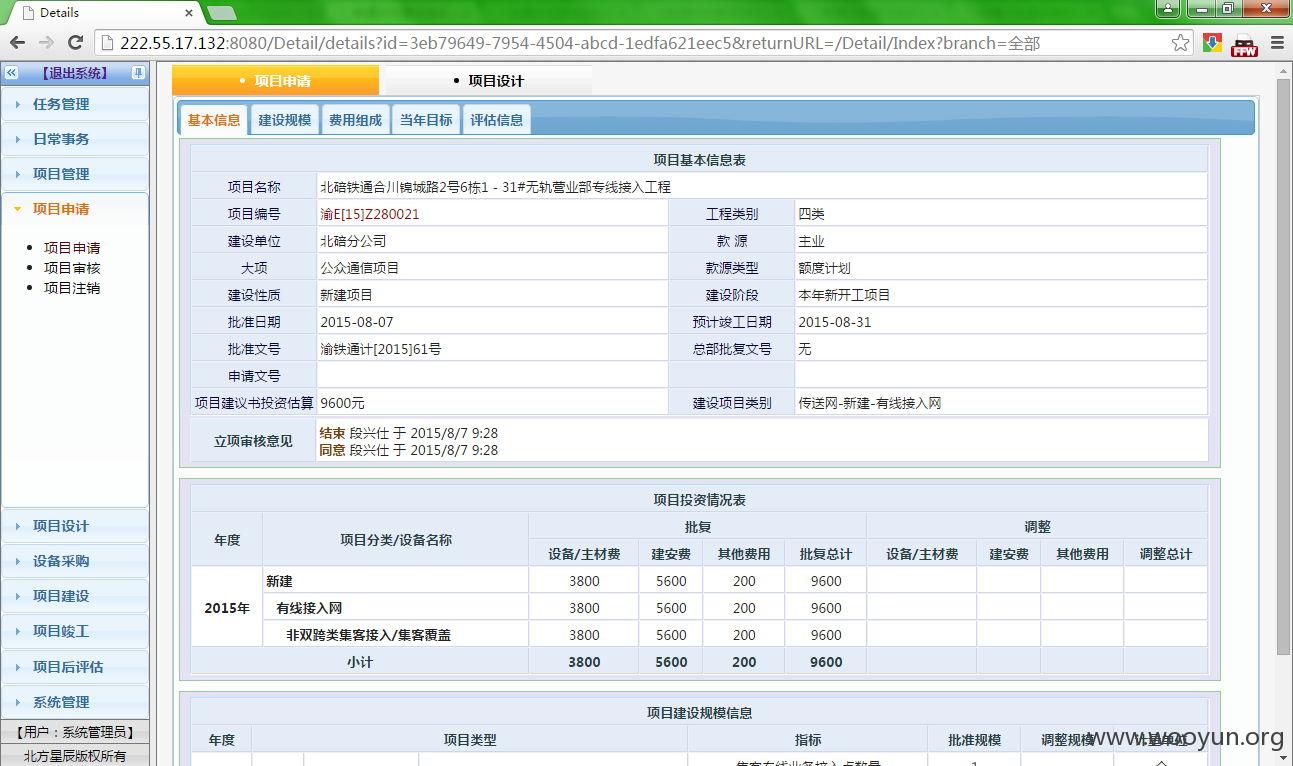 Details
222.55.17.132:8080/Detail/details?id=3eb79649-7954-4504-abcd-1edfa621eec5&returnURL=/Detail/Index?branch=全部
FFW
【退出系统】
任务管理
日常事务
项目管理
项目申请
项目申请
项目审核
项目注销
项目设计
设备采购
项目建设
项目竣工
项目后评估
系统管理
【用户：系统管理员】
北方星辰版权所有
项目申请 项目设计
基本信息 建设规模 费用组成 当年目标 评估信息
项目基本信息表
项目名称 北碚铁通合川锦城路2号6栋1－31#无轨营业部专线接入工程
项目编号 渝E[15]Z280021 工程类别 四类
建设单位 北碚分公司 款 源 主业
大项 公众通信项目 款源类型 额度计划
建设性质 新建项目 建设阶段 本年新开工项目
批准日期 2015-08-07 预计竣工日期 2015-08-31
批准文号 渝铁通计[2015]61号 总部批复文号 无
申请文号
项目建议书投资估算 9600元 建设项目类别 传送网-新建-有线接入网
立项审核意见 结束 段兴仕 于 2015/8/7 9:28
同意 段兴仕 于 2015/8/7 9:28
项目投资情况表
年度 项目分类/设备名称 批复 调整
设备/主材费 建安费 其他费用 批复总计 设备/主材费 建安费 其他费用 调整总计
2015年 新建 3800 5600 200 9600
有线接入网 3800 5600 200 9600
非双跨类集客接入/集客覆盖 3800 5600 200 9600
小计 3800 5600 200 9600
项目建设规模信息
年度 项目类型 指标 批准规模 调整规模
www.wooyun.org